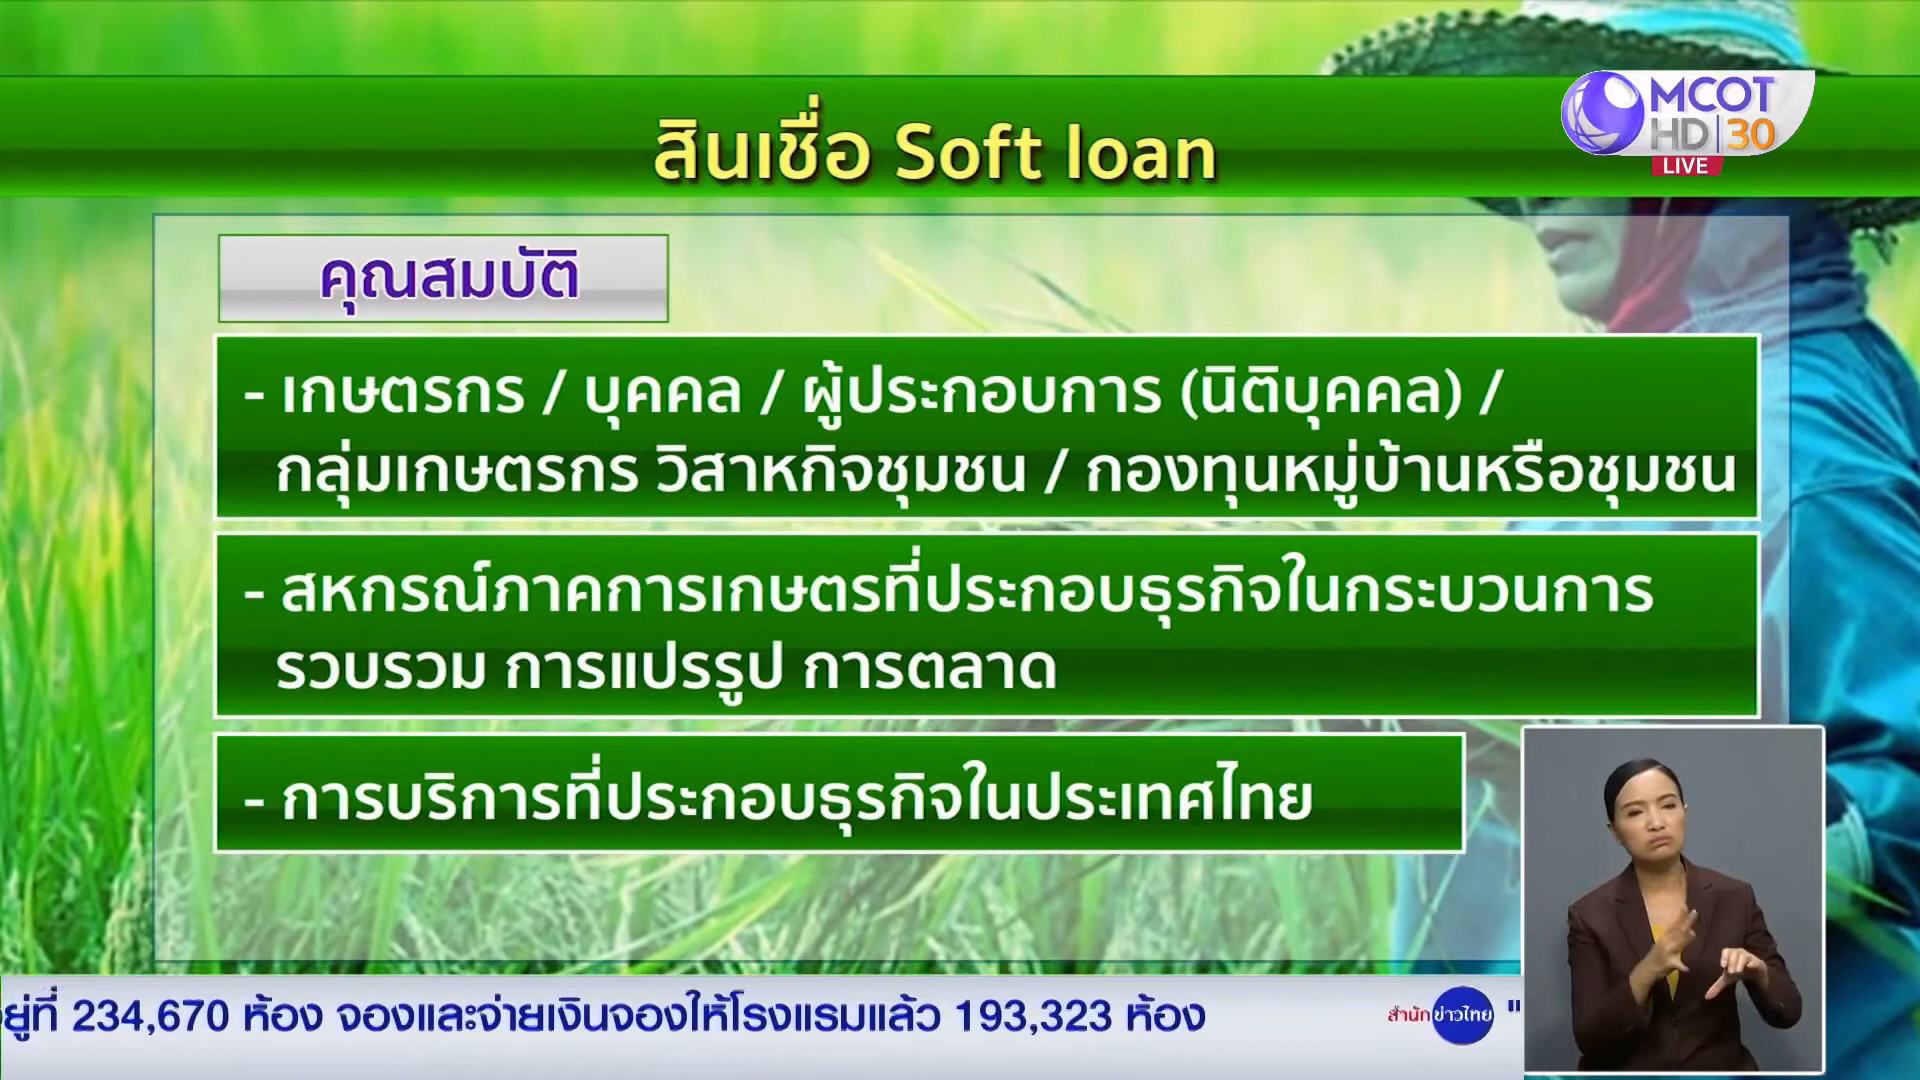 สินเชื่อ Soft loan
MCOT
HD 30
LIVE
คุณสมบัติ
- เกษตรกร / บุคคล / ผู้ประกอบการ (นิติบุคคล) /
กลุ่มเกษตรกร วิสาหกิจชุมชน / กองทุนหมู่บ้านหรือชุมชน
- สหกรณ์ภาคการเกษตรที่ประกอบธุรกิจในกระบวนการ
รวบรวม การแปรรูป การตลาด
- การบริการที่ประกอบธุรกิจในประเทศไทย
อยู่ที่ 234,670 ห้อง จองและจ่ายเงินจองให้โรงแรมแล้ว 193,323 ห้อง สำนักข่าวไทย "